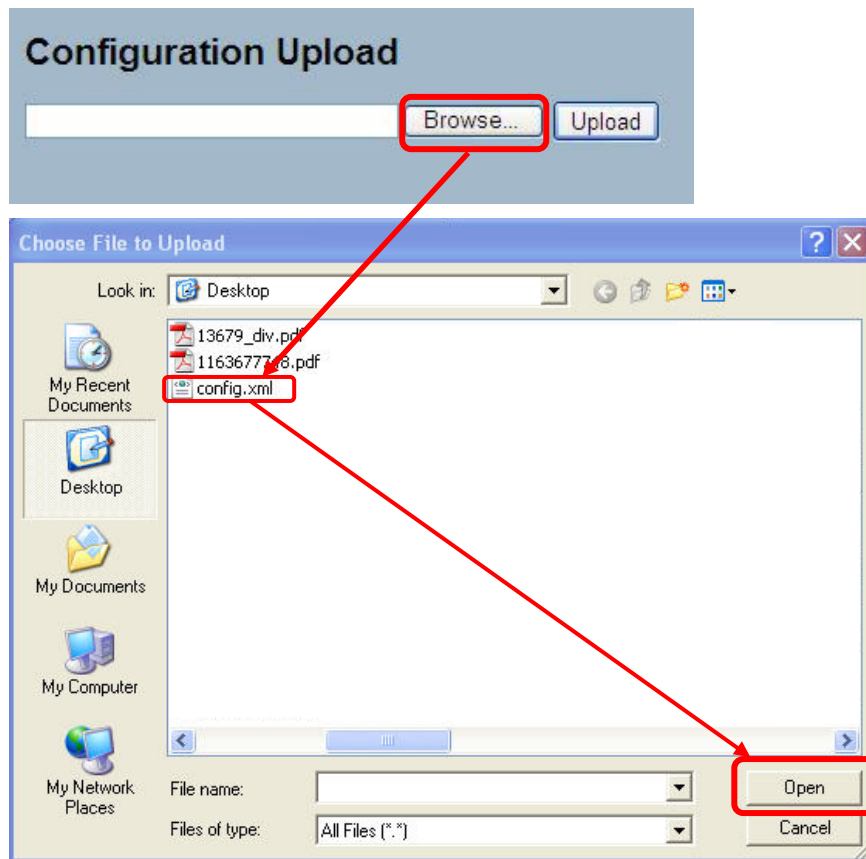 Configuration Upload
Browse...
Upload
Choose File to Upload
Look in:
Desktop
13679_div.pdf
.pdf
config.xml
My Recent
Documents
Desktop
My Documents
My Computer
My Network
Places
File name:
Open
Files of type:
All Files (*.*)
Cancel